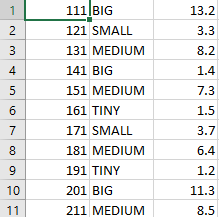 1 111 BIG 13.2
2 121 SMALL 3.3
3 131 MEDIUM 8.2
4 141 BIG 1.4
5 151 MEDIUM 7.3
6 161 TINY 1.5
7 171 SMALL 3.7
8 181 MEDIUM 6.4
9 191 TINY 1.2
10 201 BIG 11.3
11 211 MEDIUM 8.5